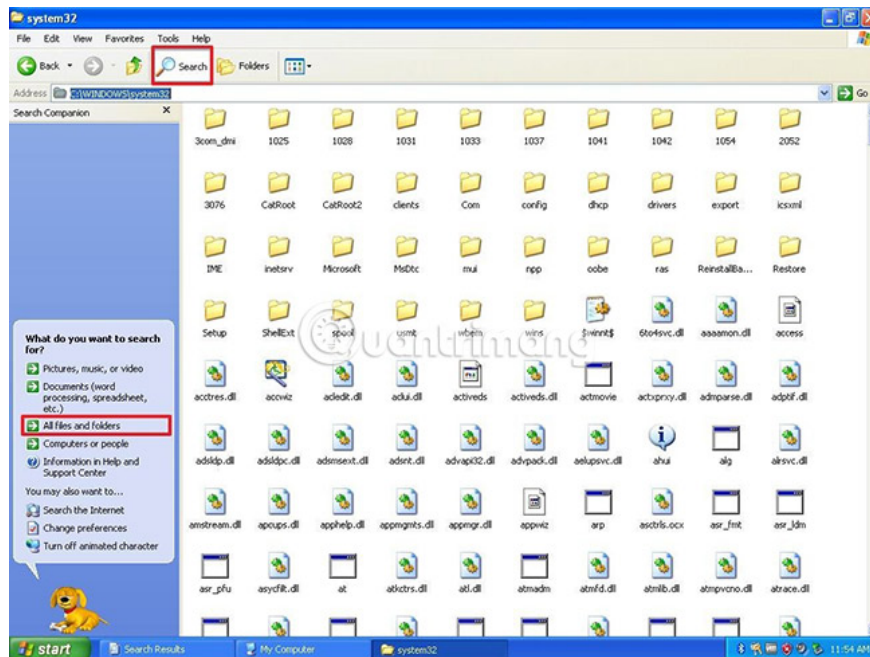 system32
File Edit View Favorites Tools Help
Back Search Folders
Address C:\WINDOWS\system32 Go
Search Companion
3com_dmi 1025 1028 1031 1033 1037 1041 1042 1054 2052
3076 CatRoot CatRoot2 clients Com config dhcp drivers export icsxml
IME inetsrv Microsoft MsDtc mui npp oobe ras ReinstallBa... Restore
Setup ShellExt spool usmt wbem wins $winnt$ 6to4svc.dll aaaamon.dll access
Quantrimang
acctres.dll accwiz acledit.dll aclui.dll activeds activeds.dll actmovie actxprxy.dll admparse.dll adptif.dll
adsldp.dll adsldpc.dll adsmsext.dll adsnt.dll advapi32.dll advpack.dll aelupsvc.dll ahui alg alrsvc.dll
amstream.dll apcups.dll apphelp.dll appmgmts.dll appmgr.dll appwiz arp asctrls.ocx asr_fmt asr_ldm
asr_pfu asycfilt.dll at atkctrs.dll atl.dll atmadm atmfd.dll atmlib.dll atmpvcno.dll atrace.dll
What do you want to search
for?
Pictures, music, or video
Documents (word
processing, spreadsheet,
etc.)
All files and folders
Computers or people
Information in Help and
Support Center
You may also want to...
Search the Internet
Change preferences
Turn off animated character
start Search Results My Computer system32 11:54 AM